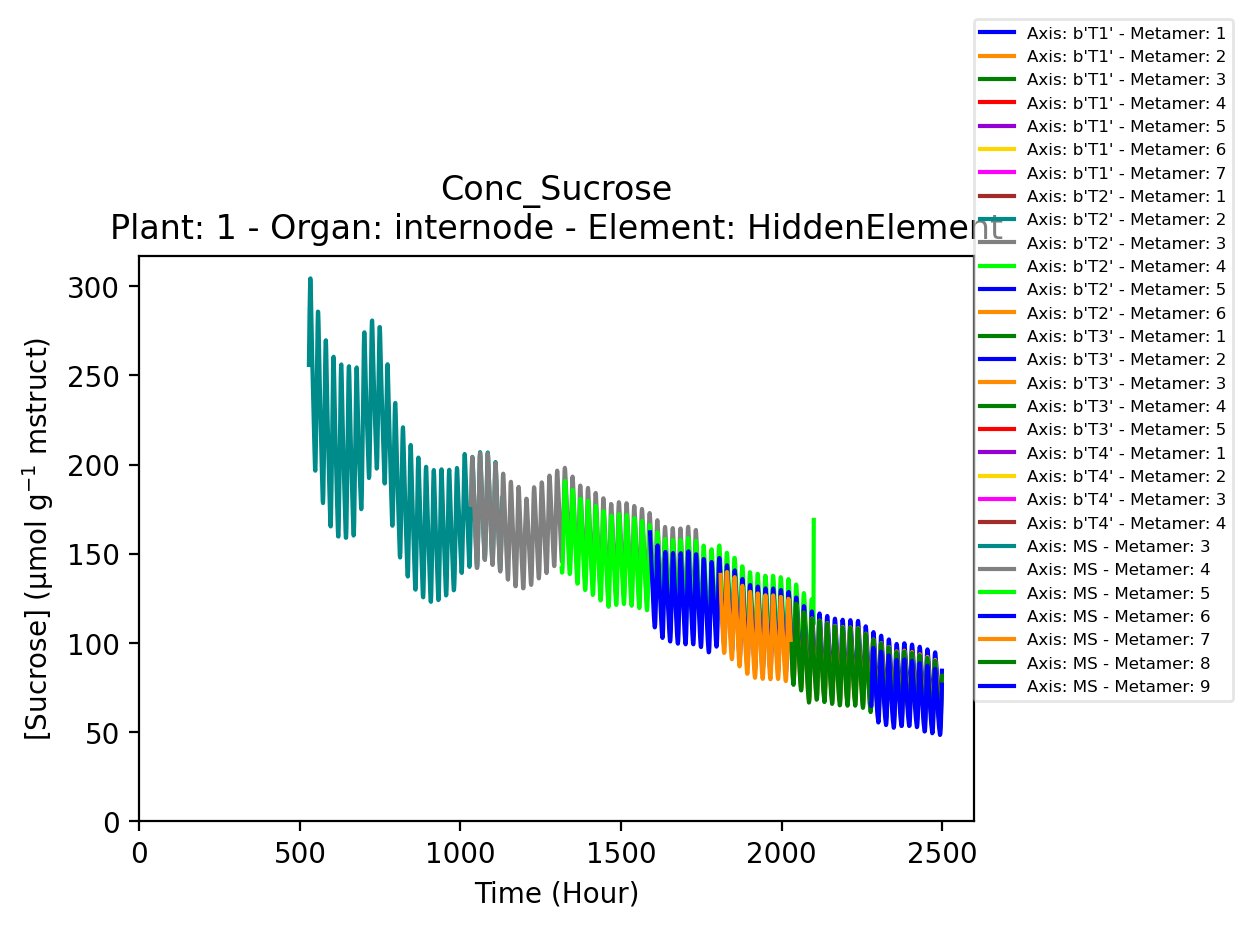 Conc_Sucrose
Plant: 1 - Organ: internode - Element: HiddenElement
[Sucrose] (µmol g⁻¹ mstruct)
300
250
200
150
100
50
0
0 500 1000 1500 2000 2500
Time (Hour)
Axis: b'T1' - Metamer: 1
Axis: b'T1' - Metamer: 2
Axis: b'T1' - Metamer: 3
Axis: b'T1' - Metamer: 4
Axis: b'T1' - Metamer: 5
Axis: b'T1' - Metamer: 6
Axis: b'T1' - Metamer: 7
Axis: b'T2' - Metamer: 1
Axis: b'T2' - Metamer: 2
Axis: b'T2' - Metamer: 3
Axis: b'T2' - Metamer: 4
Axis: b'T2' - Metamer: 5
Axis: b'T2' - Metamer: 6
Axis: b'T3' - Metamer: 1
Axis: b'T3' - Metamer: 2
Axis: b'T3' - Metamer: 3
Axis: b'T3' - Metamer: 4
Axis: b'T3' - Metamer: 5
Axis: b'T4' - Metamer: 1
Axis: b'T4' - Metamer: 2
Axis: b'T4' - Metamer: 3
Axis: b'T4' - Metamer: 4
Axis: MS - Metamer: 3
Axis: MS - Metamer: 4
Axis: MS - Metamer: 5
Axis: MS - Metamer: 6
Axis: MS - Metamer: 7
Axis: MS - Metamer: 8
Axis: MS - Metamer: 9